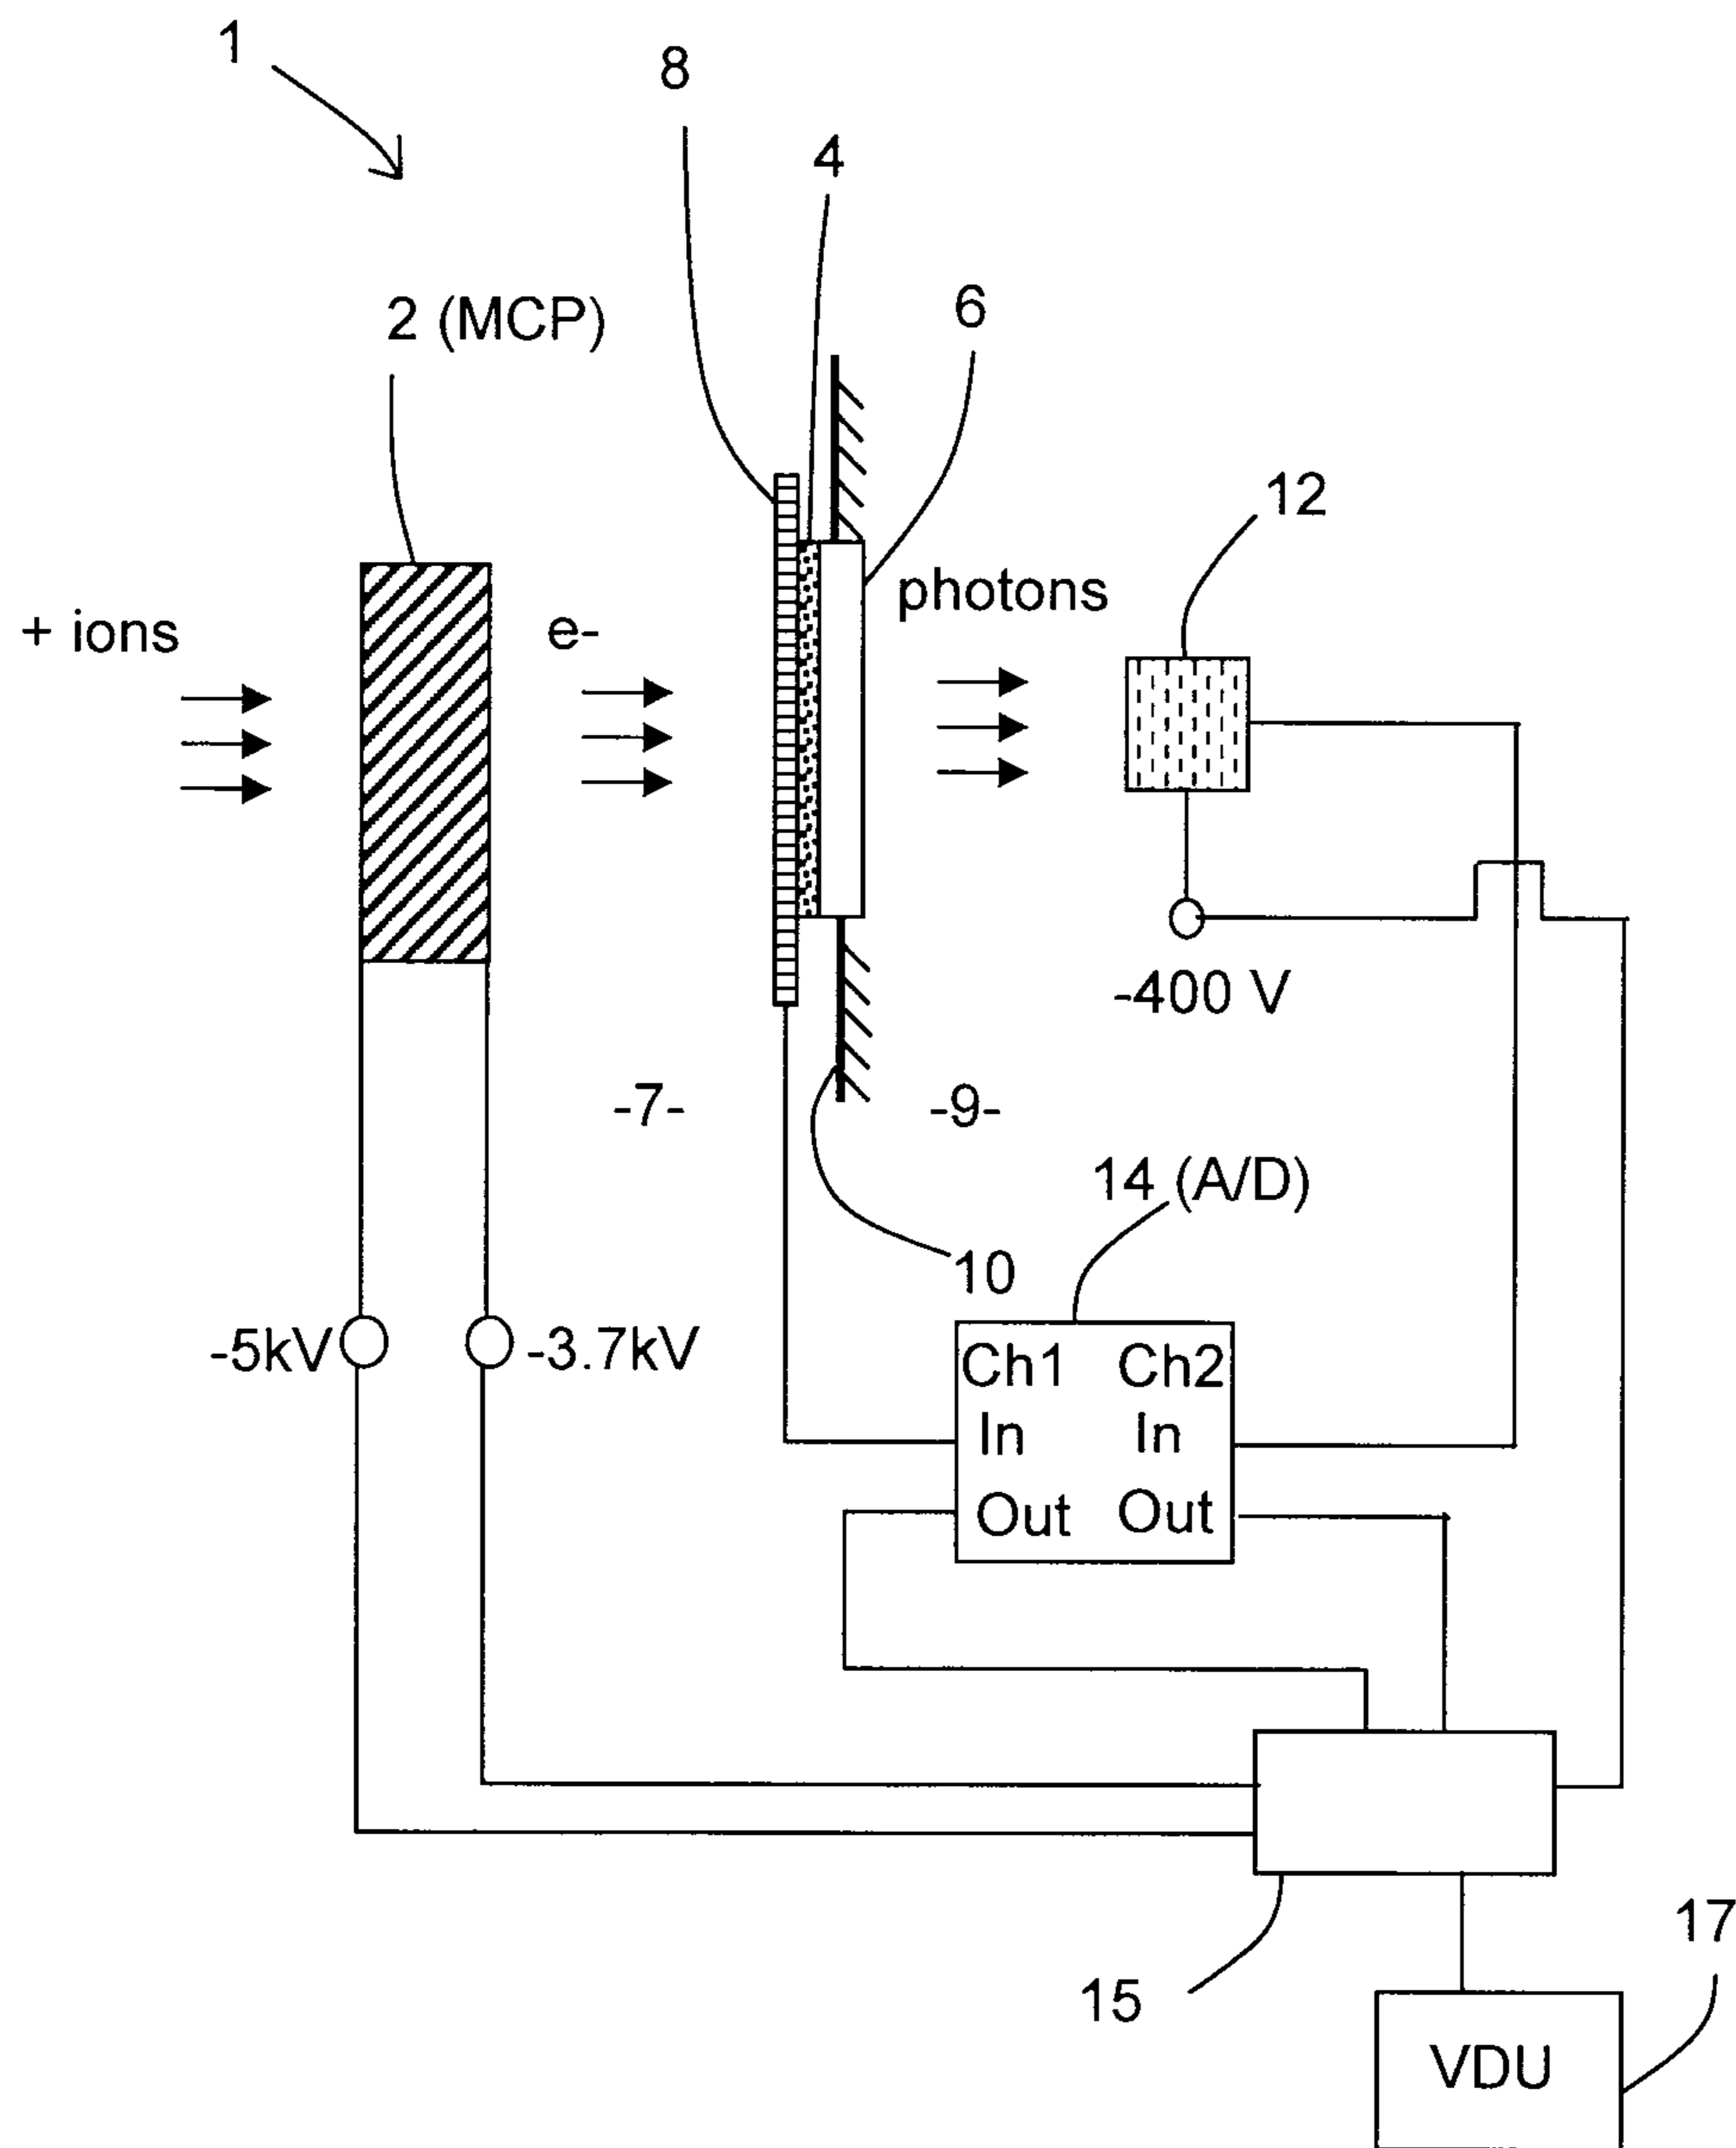 1
8
4
2 (MCP)
6
12
+ ions
e-
photons
-400 V
-7-
-9-
14 (A/D)
10
-5kV
-3.7kV
Ch1 Ch2
In In
Out Out
15
17
VDU